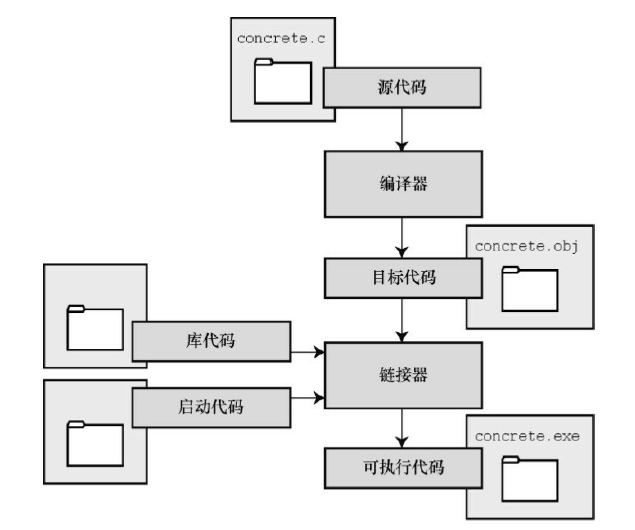 concrete.c
源代码
编译器
concrete.obj
目标代码
库代码
链接器
启动代码
concrete.exe
可执行代码